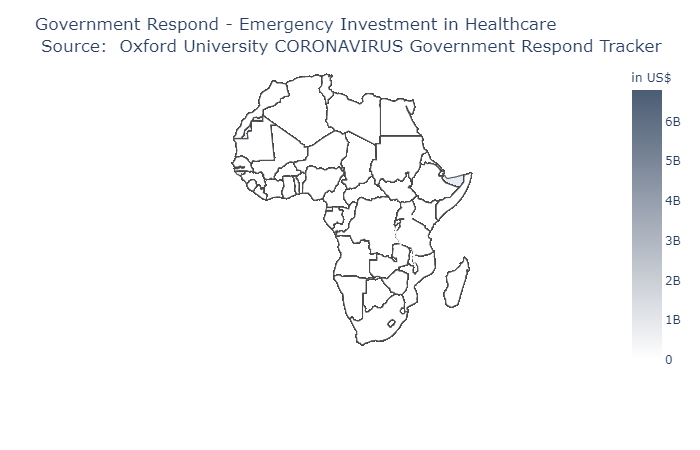 Government Respond - Emergency Investment in Healthcare
Source: Oxford University CORONAVIRUS Government Respond Tracker
in US$
6B
5B
4B
3B
2B
1B
0